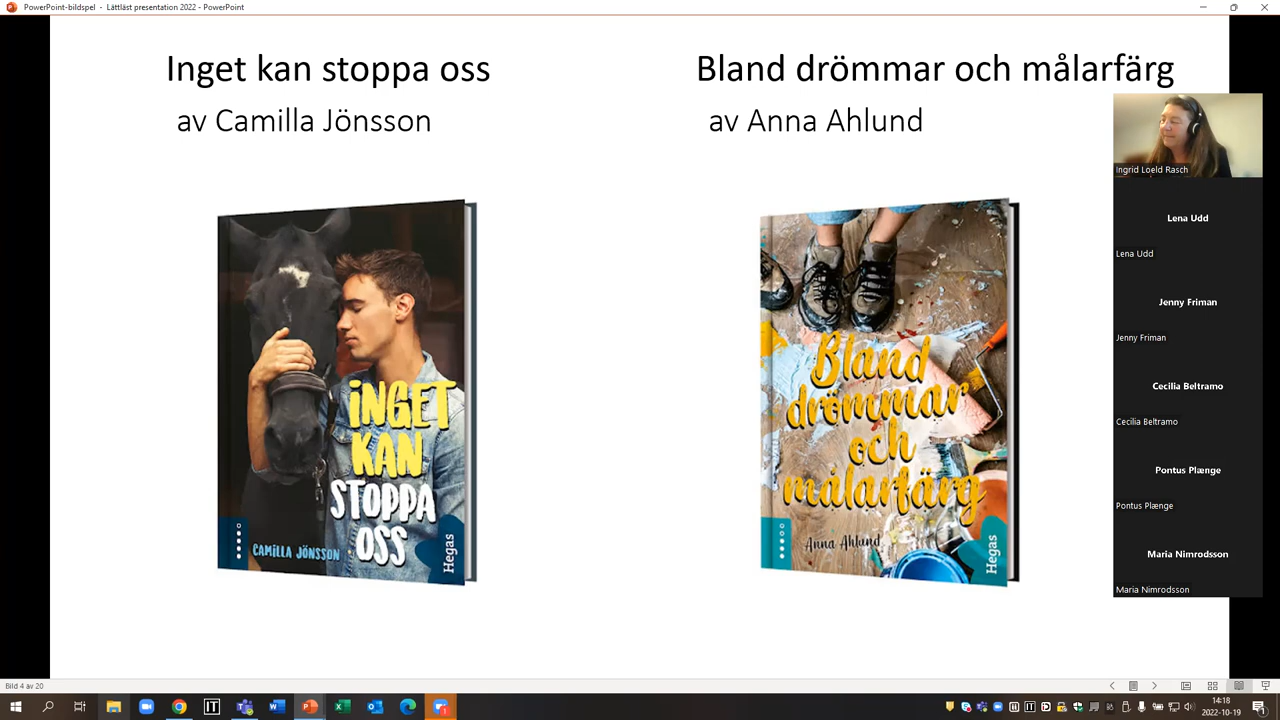 PowerPoint-bildspel - Lättläst presentation 2022 - PowerPoint
Inget kan stoppa oss
av Camilla Jönsson
Bland drömmar och målarfärg
av Anna Ahlund
INGET
KAN
STOPPA
OSS
CAMILLA JÖNSSON
Hegas
Bland
drömmar
och
målarfärg
Anna Ahlund
Hegas
Ingrid Loeld Rasch
Lena Udd
Lena Udd
Jenny Friman
Jenny Friman
Cecilia Beltramo
Cecilia Beltramo
Pontus Plænge
Pontus Plænge
Maria Nimrodsson
Maria Nimrodsson
Bild 4 av 20
14:18
2022-10-19